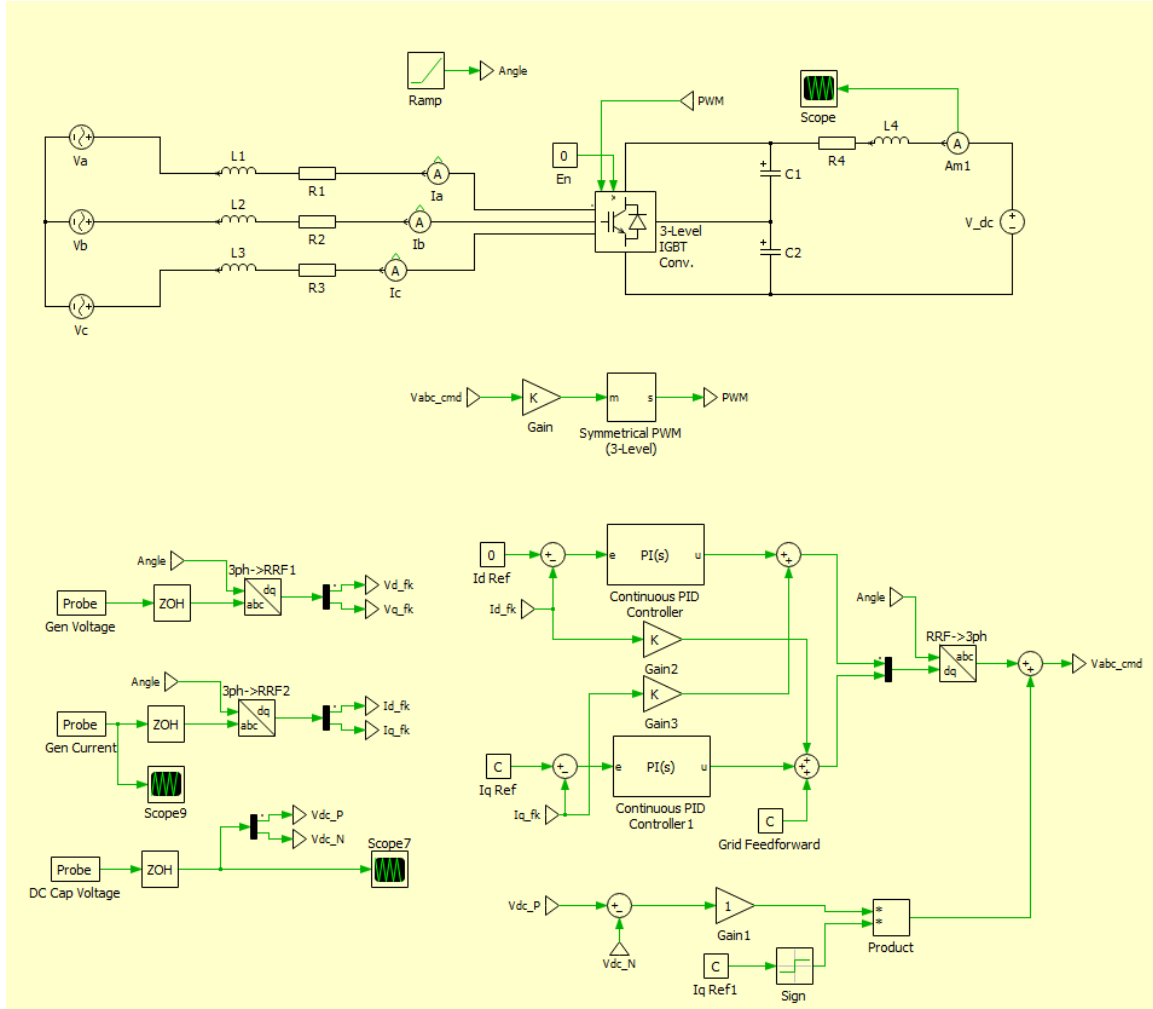 Ramp
Angle
PWM
Scope
Va
L1
R1
A
Ia
0
En
R4
L4
A
Am1
C1
Vb
L2
R2
A
Ib
3-Level
IGBT
Conv.
V_dc
C2
Vc
L3
R3
A
Ic
Vabc_cmd
K
Gain
m
s
Symmetrical PWM
(3-Level)
PWM
Angle
3ph->RRF1
dq
abc
Probe
Gen Voltage
ZOH
Vd_fk
Vq_fk
Angle
3ph->RRF2
dq
abc
Probe
Gen Current
ZOH
Id_fk
Iq_fk
Scope9
Vdc_P
Vdc_N
Scope7
Probe
DC Cap Voltage
ZOH
0
Id Ref
e
PI(s)
u
Continuous PID
Controller
Id_fk
K
Gain2
K
Gain3
C
Iq Ref
e
PI(s)
u
Continuous PID
Controller1
Iq_fk
C
Grid Feedforward
Angle
RRF->3ph
abc
dq
Vabc_cmd
Vdc_P
Vdc_N
1
Gain1
C
Iq Ref1
Sign
*
*
Product